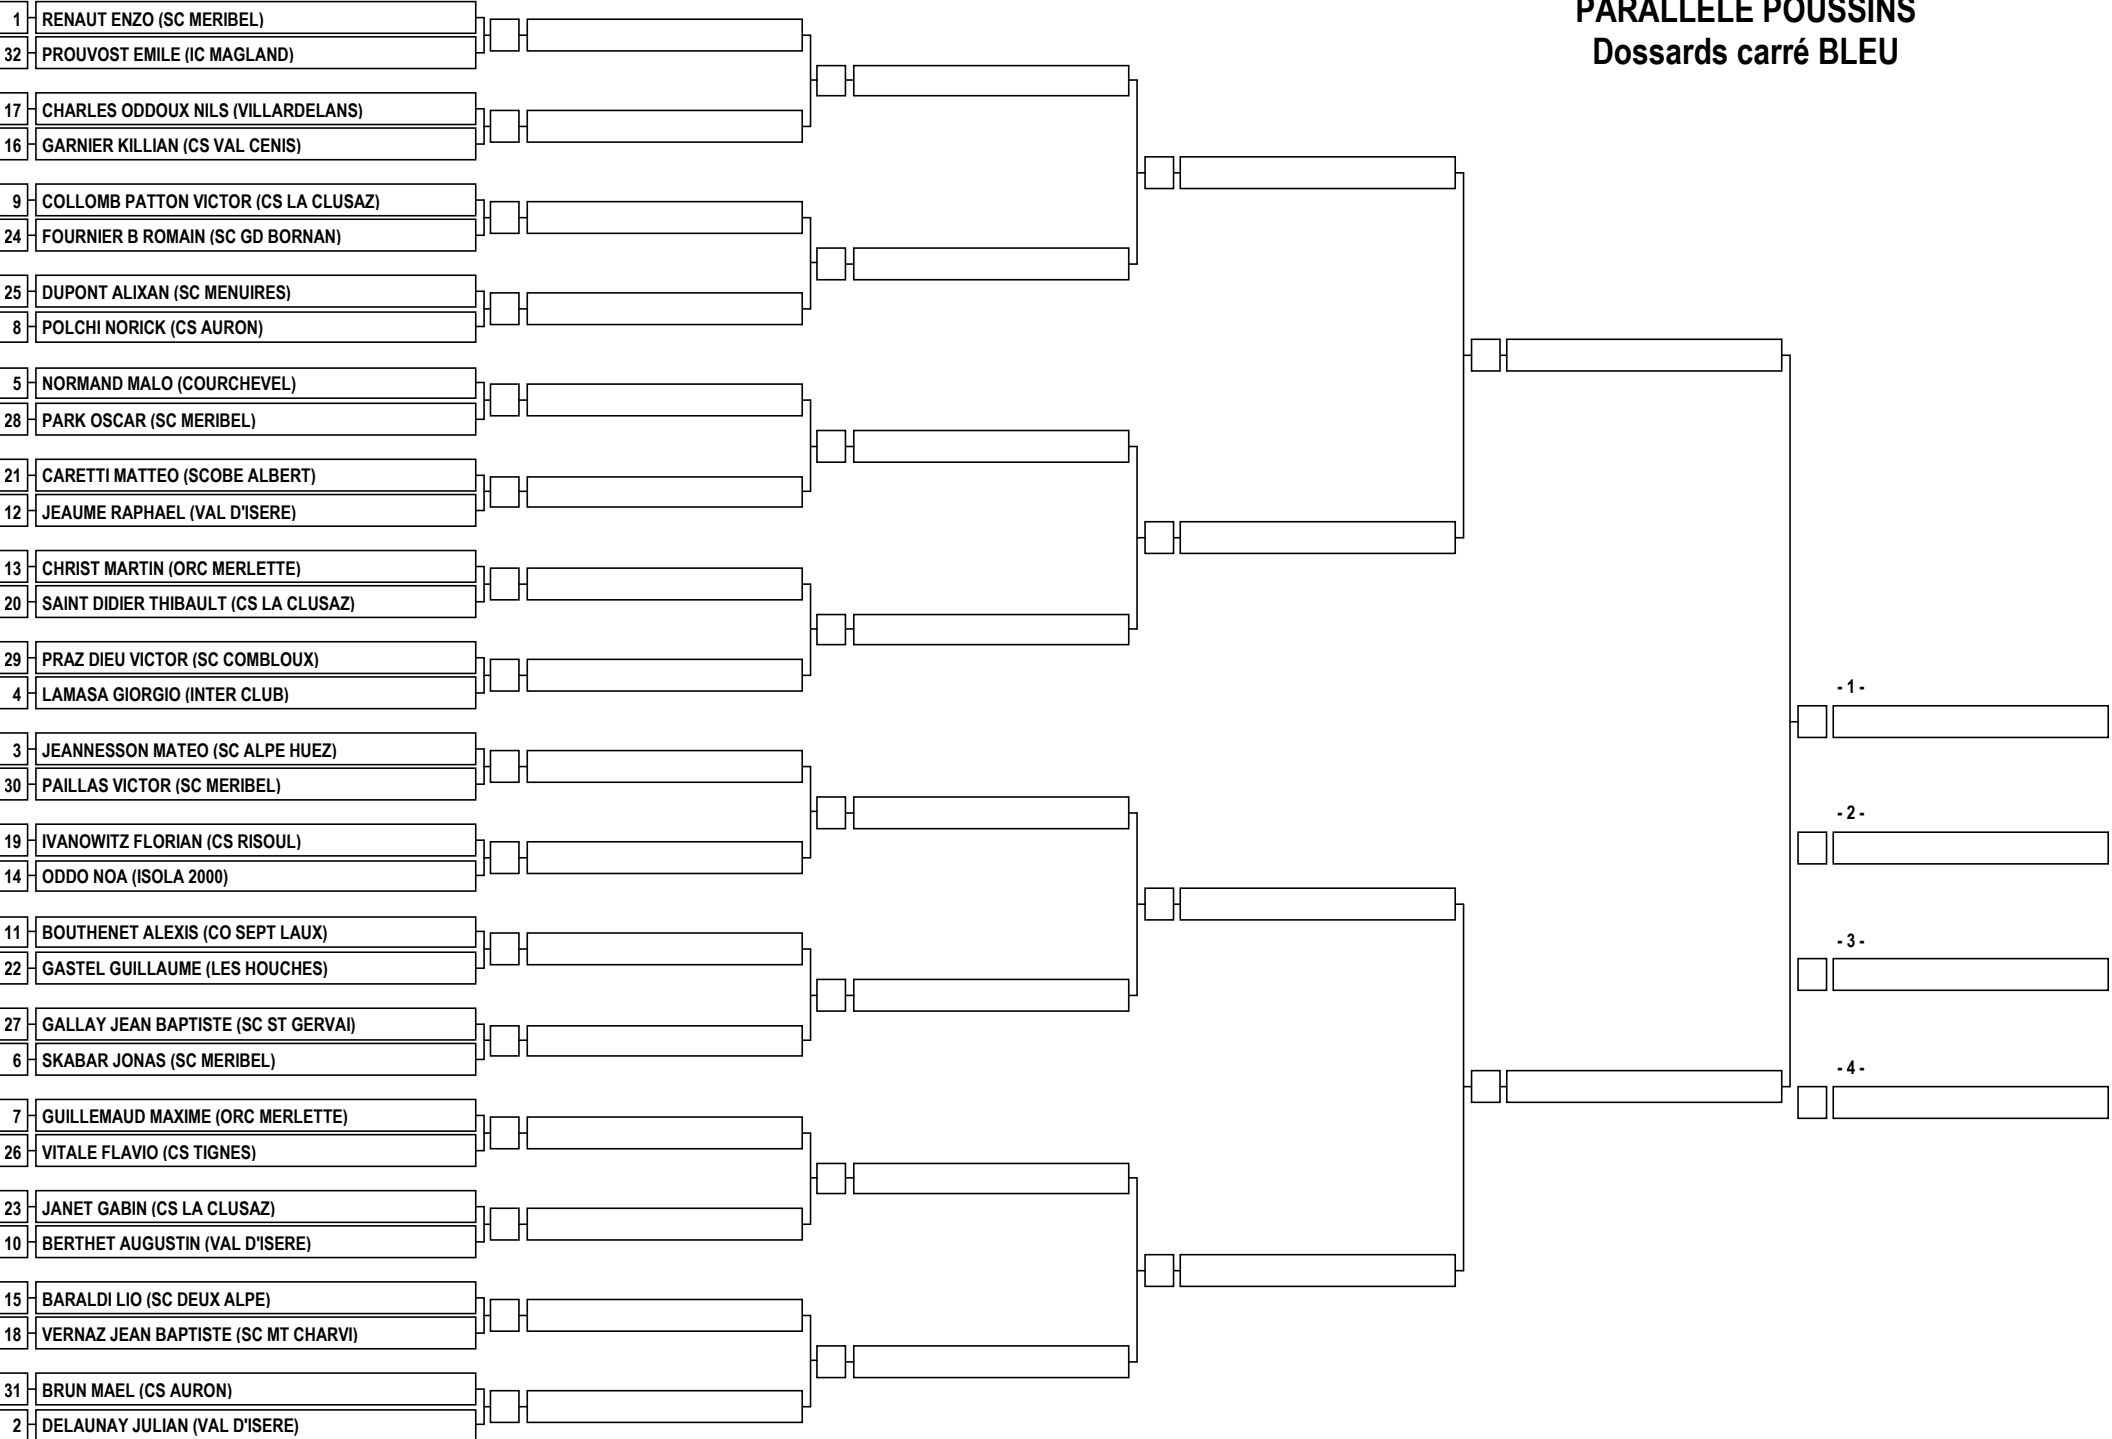 PARALLELE POUSSINS
Dossards carré BLEU
1 RENAUT ENZO (SC MERIBEL)
32 PROUVOST EMILE (IC MAGLAND)
17 CHARLES ODDOUX NILS (VILLARDELANS)
16 GARNIER KILLIAN (CS VAL CENIS)
9 COLLOMB PATTON VICTOR (CS LA CLUSAZ)
24 FOURNIER B ROMAIN (SC GD BORNAN)
25 DUPONT ALIXAN (SC MENUIRES)
8 POLCHI NORICK (CS AURON)
5 NORMAND MALO (COURCHEVEL)
28 PARK OSCAR (SC MERIBEL)
21 CARETTI MATTEO (SCOBE ALBERT)
12 JEAUME RAPHAEL (VAL D'ISERE)
13 CHRIST MARTIN (ORC MERLETTE)
20 SAINT DIDIER THIBAULT (CS LA CLUSAZ)
29 PRAZ DIEU VICTOR (SC COMBLOUX)
4 LAMASA GIORGIO (INTER CLUB)
3 JEANNESSON MATEO (SC ALPE HUEZ)
30 PAILLAS VICTOR (SC MERIBEL)
19 IVANOWITZ FLORIAN (CS RISOUL)
14 ODDO NOA (ISOLA 2000)
11 BOUTHENET ALEXIS (CO SEPT LAUX)
22 GASTEL GUILLAUME (LES HOUCHES)
27 GALLAY JEAN BAPTISTE (SC ST GERVAI)
6 SKABAR JONAS (SC MERIBEL)
7 GUILLEMAUD MAXIME (ORC MERLETTE)
26 VITALE FLAVIO (CS TIGNES)
23 JANET GABIN (CS LA CLUSAZ)
10 BERTHET AUGUSTIN (VAL D'ISERE)
15 BARALDI LIO (SC DEUX ALPE)
18 VERNAZ JEAN BAPTISTE (SC MT CHARVI)
31 BRUN MAEL (CS AURON)
2 DELAUNAY JULIAN (VAL D'ISERE)
- 1 -
- 2 -
- 3 -
- 4 -